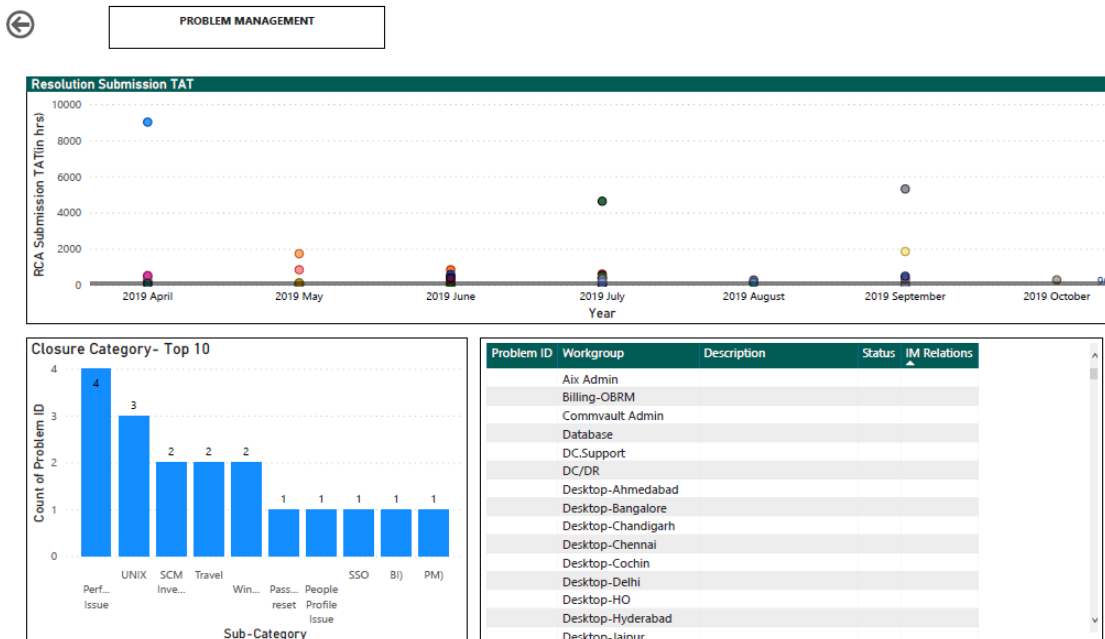 PROBLEM MANAGEMENT
Resolution Submission TAT
RCA Submission TAT(in hrs)
10000
8000
6000
4000
2000
0
2019 April 2019 May 2019 June 2019 July 2019 August 2019 September 2019 October
Year
Closure Category- Top 10
Count of Problem ID
4
3
2
1
0
4
3
2 2 2
1 1 1 1 1
Perf... Issue
UNIX
SCM Inve...
Travel
Win...
Pass... reset
People Profile Issue
SSO
BI)
PM)
Sub-Category
Problem ID Workgroup Description Status IM Relations
Aix Admin
Billing-OBRM
Commvault Admin
Database
DC.Support
DC/DR
Desktop-Ahmedabad
Desktop-Bangalore
Desktop-Chandigarh
Desktop-Chennai
Desktop-Cochin
Desktop-Delhi
Desktop-HO
Desktop-Hyderabad
Desktop-Jaipur